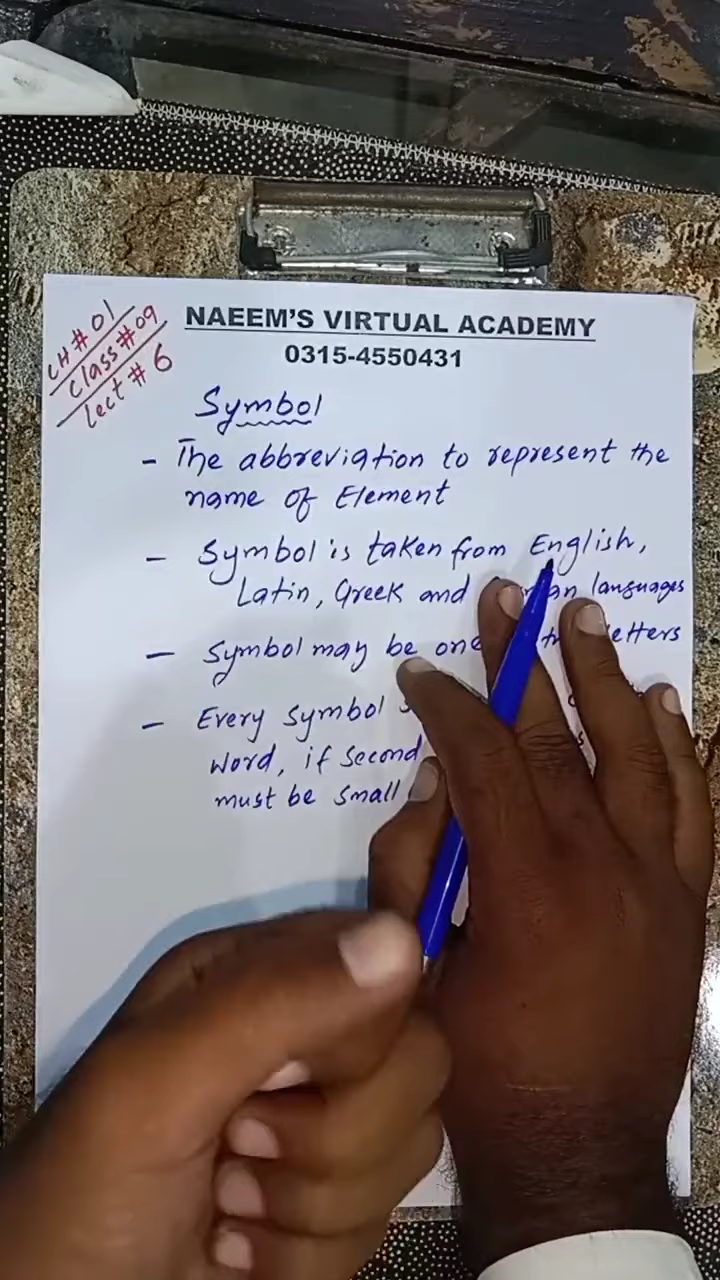 CH # 01
Class # 09
Lect # 6
NAEEM'S VIRTUAL ACADEMY
0315-4550431
Symbol
- The abbreviation to represent the
name of Element
- Symbol is taken from English,
Latin, Greek and languages
- Symbol may be one letters
- Every symbol
word, if second
must be small